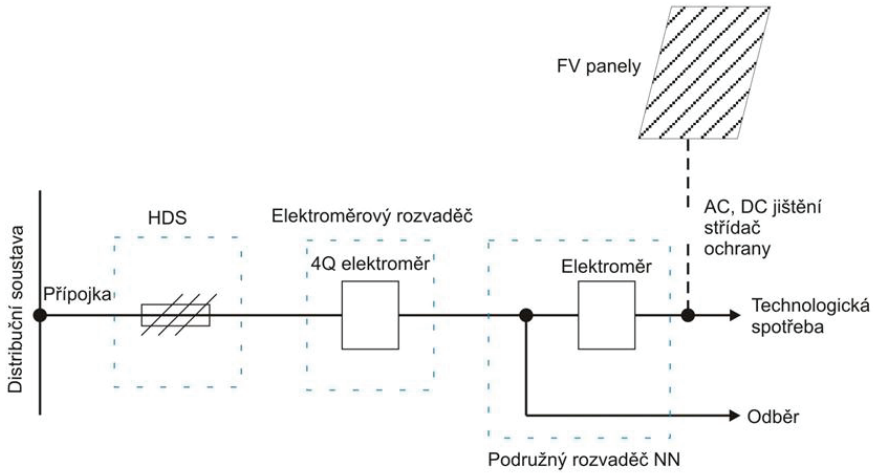 FV panely
AC, DC jištění
střídač
ochrany
HDS
Elektroměrový rozvaděč
4Q elektroměr
Elektroměr
Distribuční soustava
Přípojka
Technologická
spotřeba
Odběr
Podružný rozvaděč NN